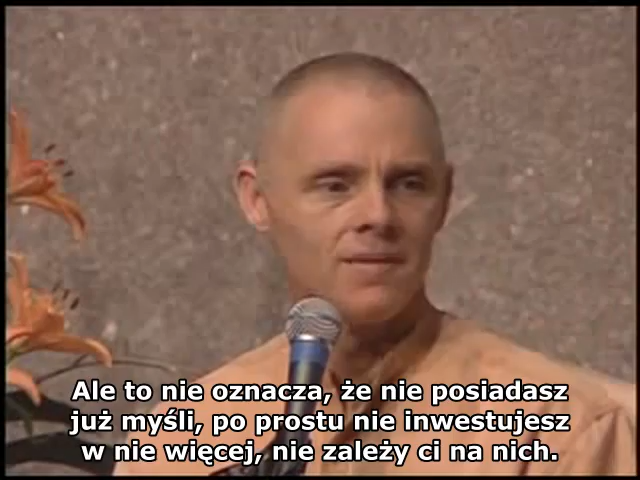 Ale to nie oznacza, że nie posiadasz
już myśli, po prostu nie inwestujesz
w nie więcej, nie zależy ci na nich.